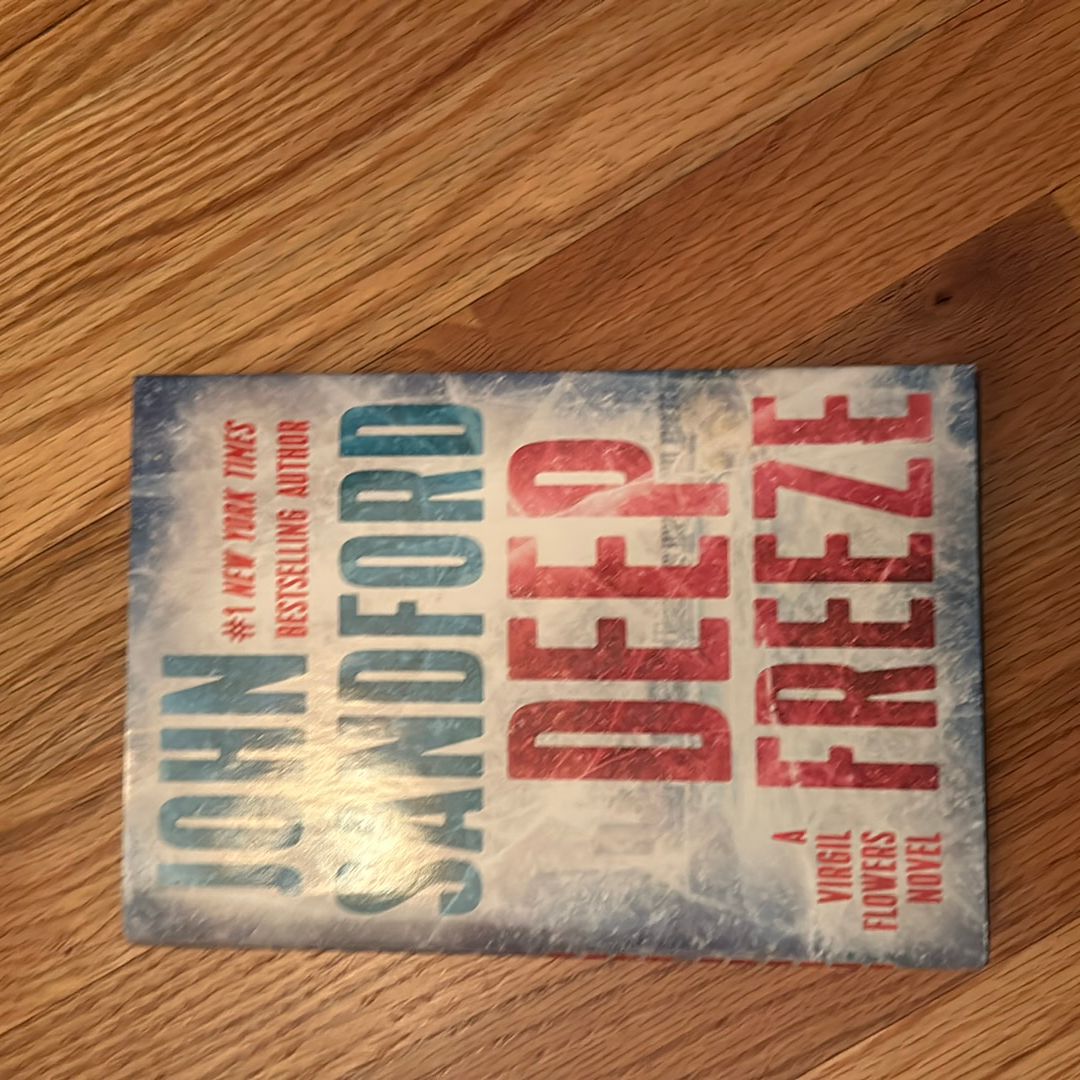 JOHN
#1 NEW YORK TIMES
BESTSELLING AUTHOR
SANDFORD
DEEP
FREEZE
A
VIRGIL
FLOWERS
NOVEL